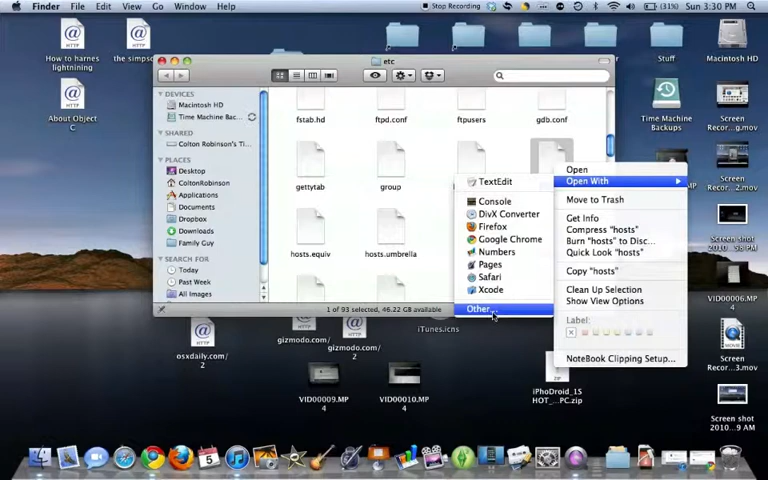 Finder File Edit View Go Window Help
Stop Recording
(31%) Sun 3:30 PM
How to harnes
lightning
the simps
About Object
C
Stuff
Macintosh HD
Time Machine
Backups
Screen
Recor...g.mov
Screen
Recor...2.mov
Screen shot
2010-...9 AM
VID00006.MP
4
Screen
Recor...3.mov
Screen shot
2010-...9 AM
etc
DEVICES
Macintosh HD
Time Machine Bac...
SHARED
Colton Robinson's Ti...
PLACES
Desktop
ColtonRobinson
Applications
Documents
Dropbox
Downloads
Family Guy
SEARCH FOR
Today
Past Week
All Images
fstab.hd
ftpd.conf
ftpusers
gdb.conf
gettytab
group
hosts.equiv
hosts.umbrella
1 of 93 selected, 46.22 GB available
TextEdit
Console
DivX Converter
Firefox
Google Chrome
Numbers
Pages
Safari
Xcode
Other...
Open
Open With
Move to Trash
Get Info
Compress "hosts"
Burn "hosts" to Disc...
Quick Look "hosts"
Copy "hosts"
Clean Up Selection
Show View Options
Label:
NoteBook Clipping Setup...
osxdaily.com/
2
gizmodo.com/
gizmodo.com/
2
iTunes.icns
VID00009.MP
4
VID00010.MP
4
iPhoDroid_1S
HOT_...PC.zip